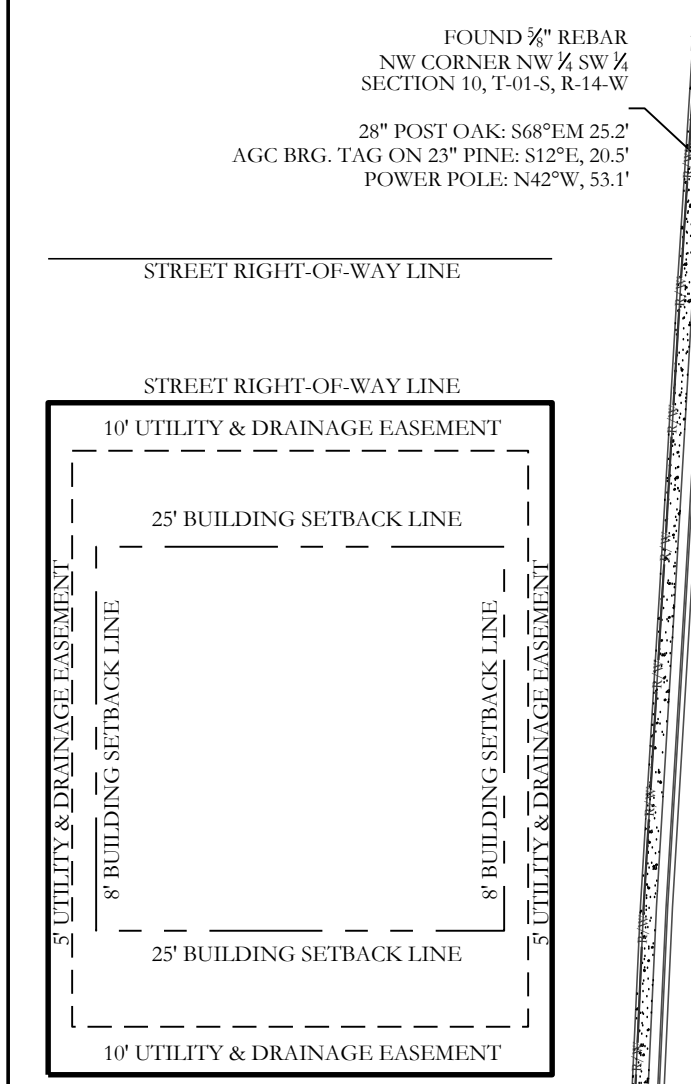 FOUND ⅝" REBAR
NW CORNER NW ¼ SW ¼
SECTION 10, T-01-S, R-14-W
28" POST OAK: S68°EM 25.2'
AGC BRG. TAG ON 23" PINE: S12°E, 20.5'
POWER POLE: N42°W, 53.1'
STREET RIGHT-OF-WAY LINE
STREET RIGHT-OF-WAY LINE
10' UTILITY & DRAINAGE EASEMENT
25' BUILDING SETBACK LINE
5' UTILITY & DRAINAGE EASEMENT
8' BUILDING SETBACK LINE
8' BUILDING SETBACK LINE
5' UTILITY & DRAINAGE EASEMENT
25' BUILDING SETBACK LINE
10' UTILITY & DRAINAGE EASEMENT
R/W
R/W
R/W
R/W
R/W
R/W
R/W
R/W